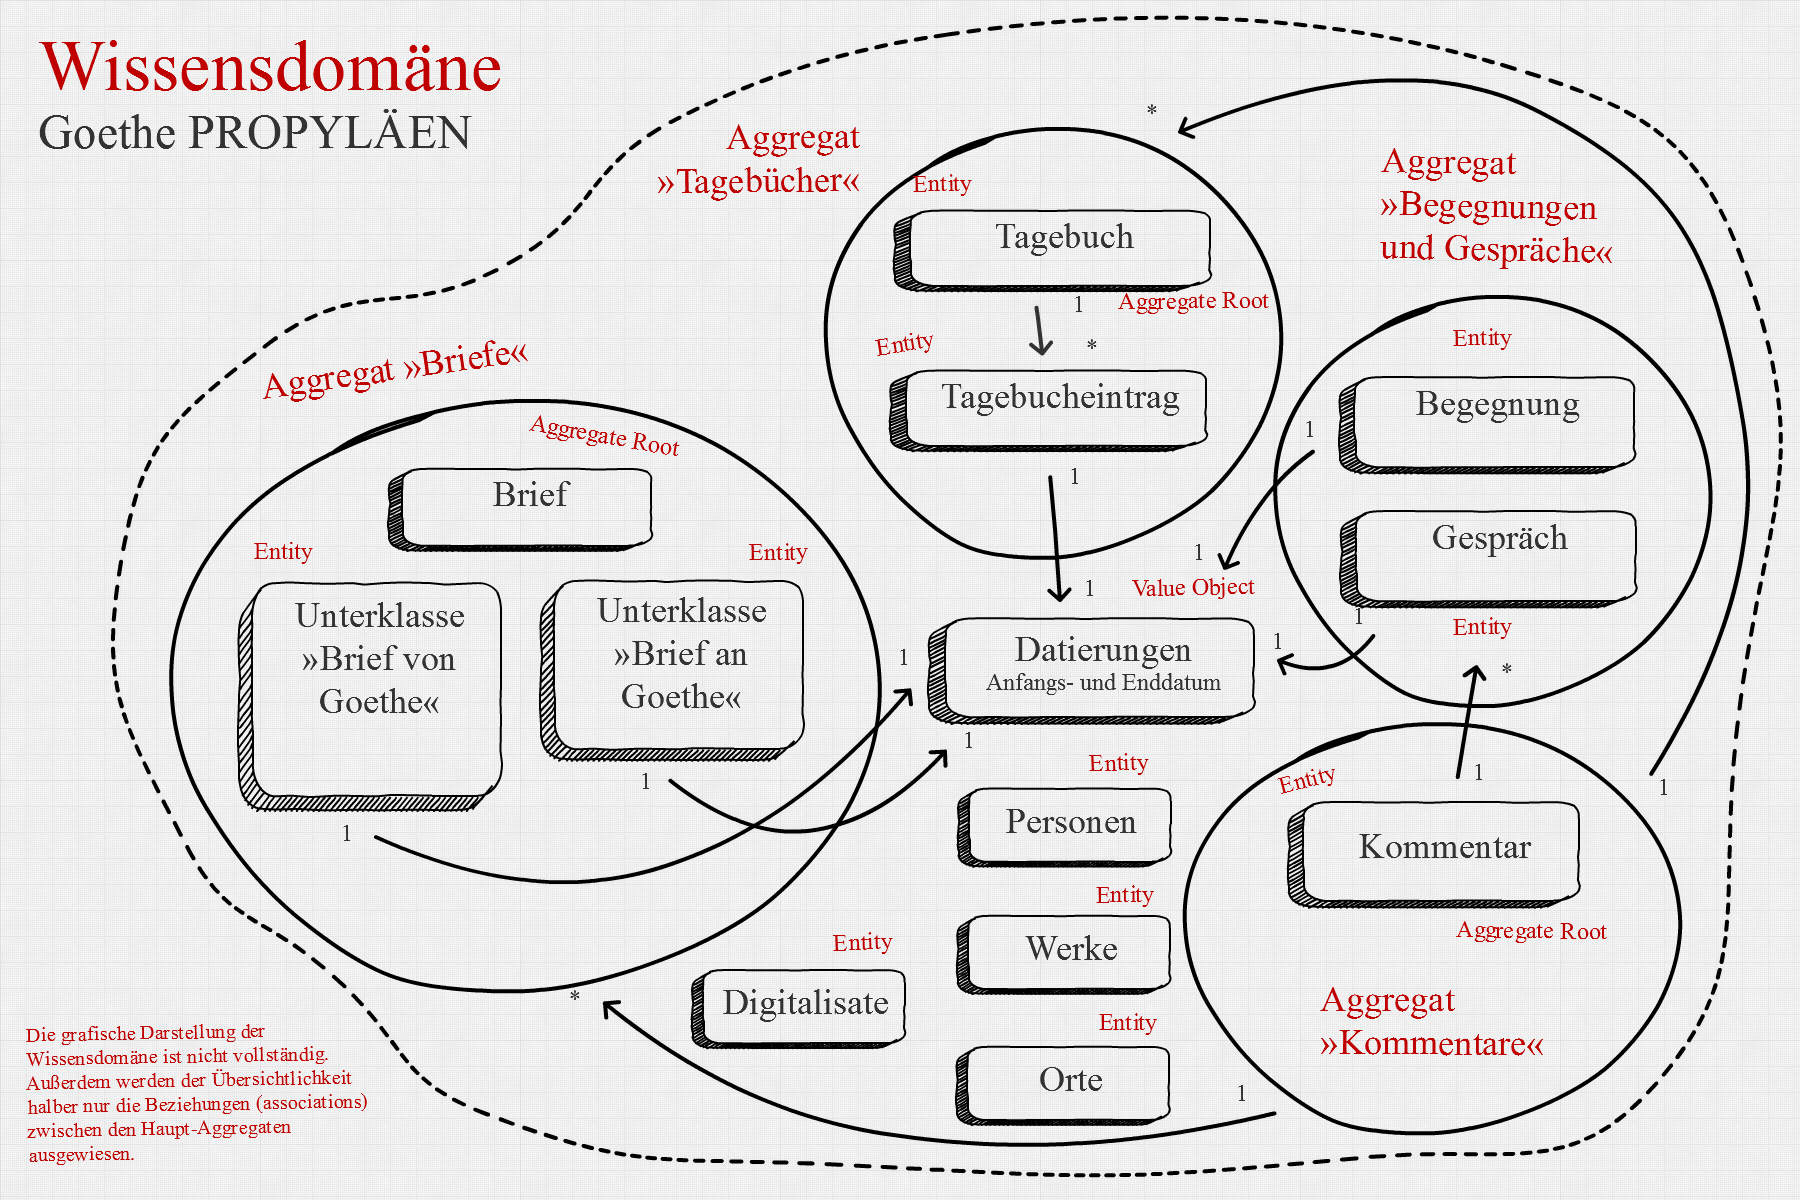 Wissensdomäne
Goethe PROPYLÄEN
Aggregat
»Tagebücher«
Entity
Tagebuch
1
Aggregate Root
Entity
*
Tagebucheintrag
1
1
*
Aggregat
»Begegnungen
und Gespräche«
Entity
Begegnung
1
1
Gespräch
1
Entity
1
*
Value Object
Datierungen
Anfangs- und Enddatum
Aggregat »Briefe«
Aggregate Root
Brief
Entity
Entity
Unterklasse
»Brief von
Goethe«
Unterklasse
»Brief an
Goethe«
1
1
1
1
*
Entity
Personen
Entity
Werke
Entity
Digitalisate
Entity
Orte
1
1
1
Entity
Kommentar
Aggregate Root
Aggregat
»Kommentare«
Die grafische Darstellung der
Wissensdomäne ist nicht vollständig.
Außerdem werden der Übersichtlichkeit
halber nur die Beziehungen (associations)
zwischen den Haupt-Aggregaten
ausgewiesen.